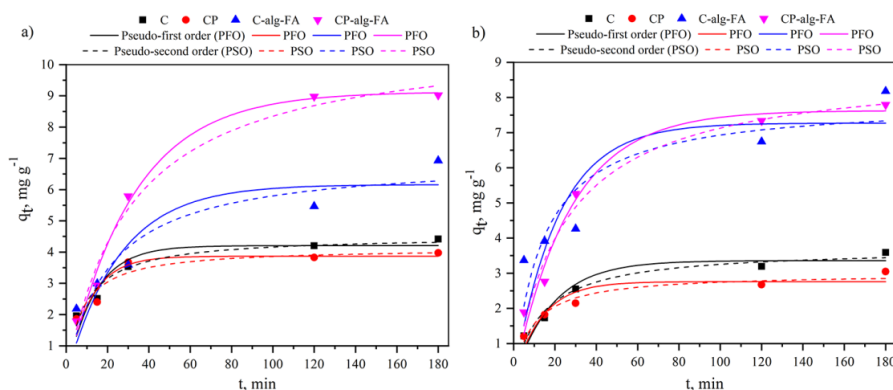 C CP C-alg-FA CP-alg-FA
a)
Pseudo-first order (PFO) PFO PFO PFO
Pseudo-second order (PSO) PSO PSO PSO
10
9
8
7
6
5
4
3
2
1
qt, mg g-1
0 20 40 60 80 100 120 140 160 180
t, min
C CP C-alg-FA CP-alg-FA
b)
Pseudo-first order (PFO) PFO PFO PFO
Pseudo-second order (PSO) PSO PSO PSO
9
8
7
6
5
4
3
2
1
qt, mg g-1
0 20 40 60 80 100 120 140 160 180
t, min